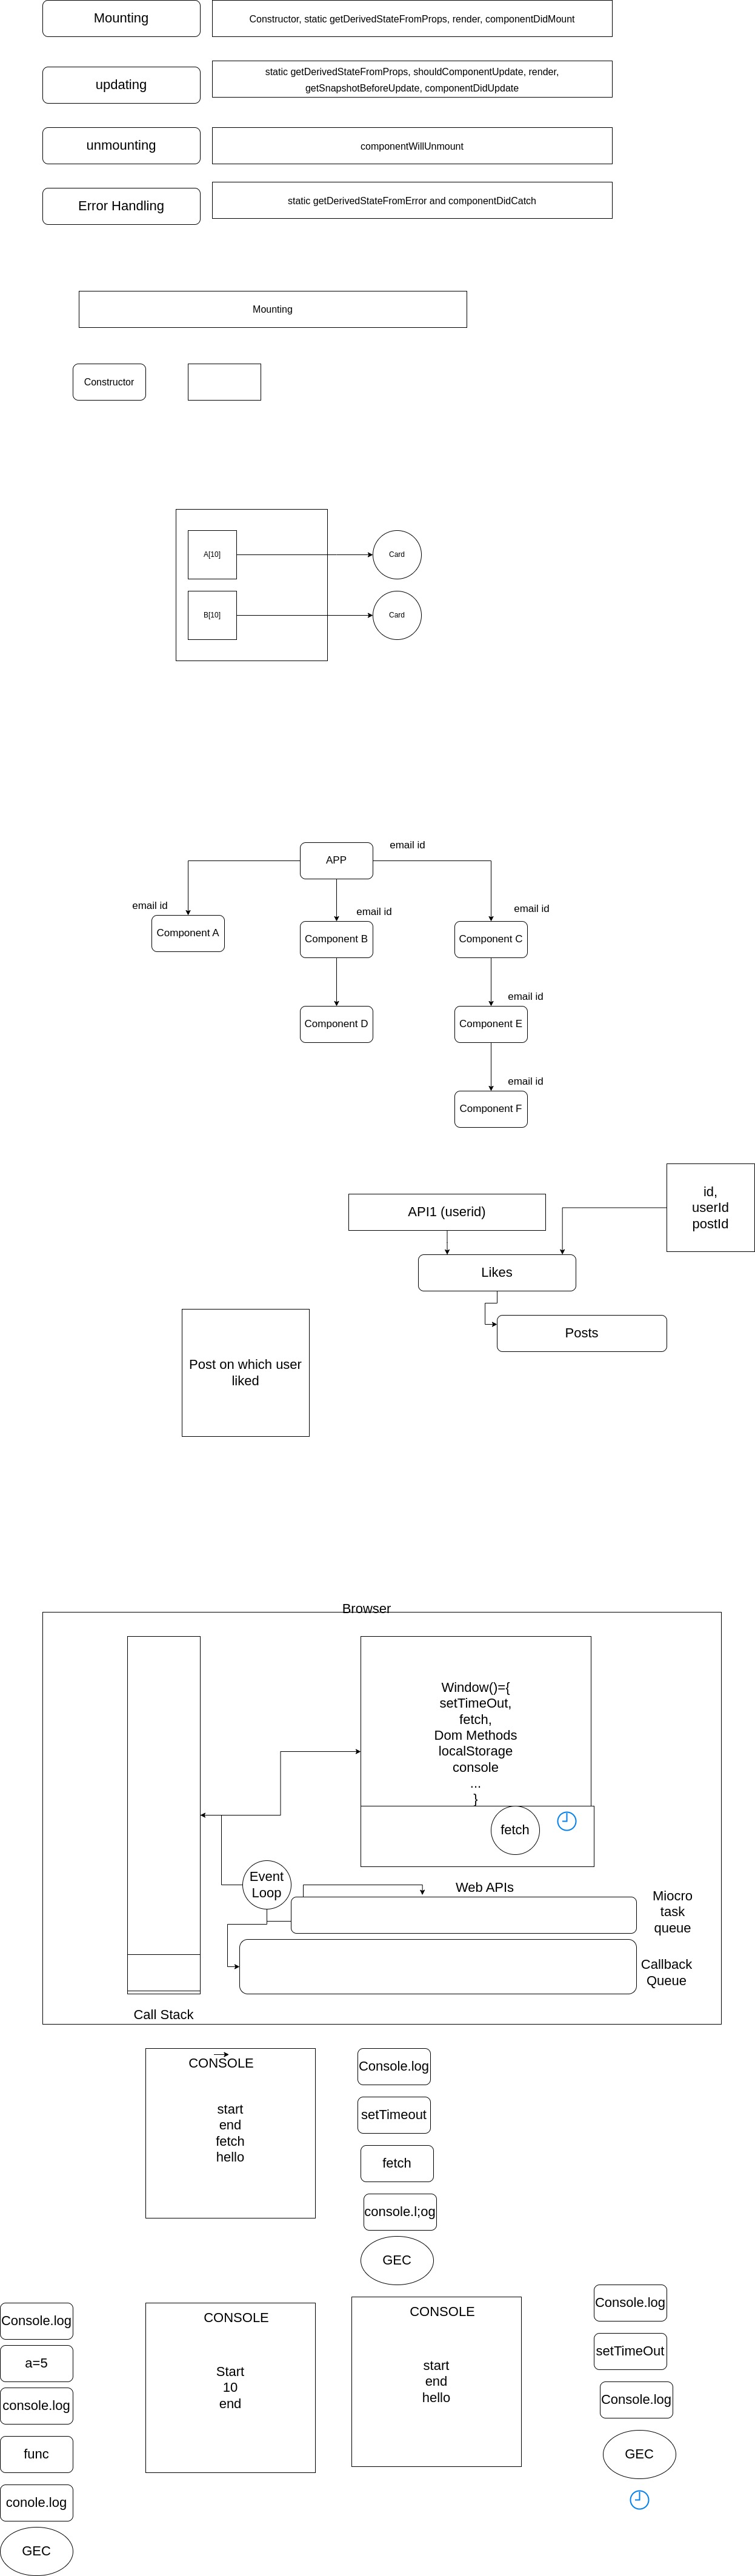 Mounting
Constructor, static getDerivedStateFromProps, render, componentDidMount
updating
static getDerivedStateFromProps, shouldComponentUpdate, render,
getSnapshotBeforeUpdate, componentDidUpdate
unmounting
componentWillUnmount
Error Handling
static getDerivedStateFromError and componentDidCatch
Mounting
Constructor
A[10]
Card
B[10]
Card
APP
email id
email id
email id
email id
Component A
Component B
Component C
email id
Component D
Component E
email id
Component F
API1 (userid)
id,
userId
postId
Likes
Posts
Post on which user
liked
Browser
Window()={
setTimeOut,
fetch,
Dom Methods
localStorage
console
...
}
fetch
Event
Loop
Web APIs
Miocro
task
queue
Callback
Queue
Call Stack
CONSOLE
start
end
fetch
hello
Console.log
setTimeout
fetch
console.l;og
GEC
Console.log
a=5
console.log
func
conole.log
GEC
CONSOLE
Start
10
end
CONSOLE
start
end
hello
Console.log
setTimeOut
Console.log
GEC